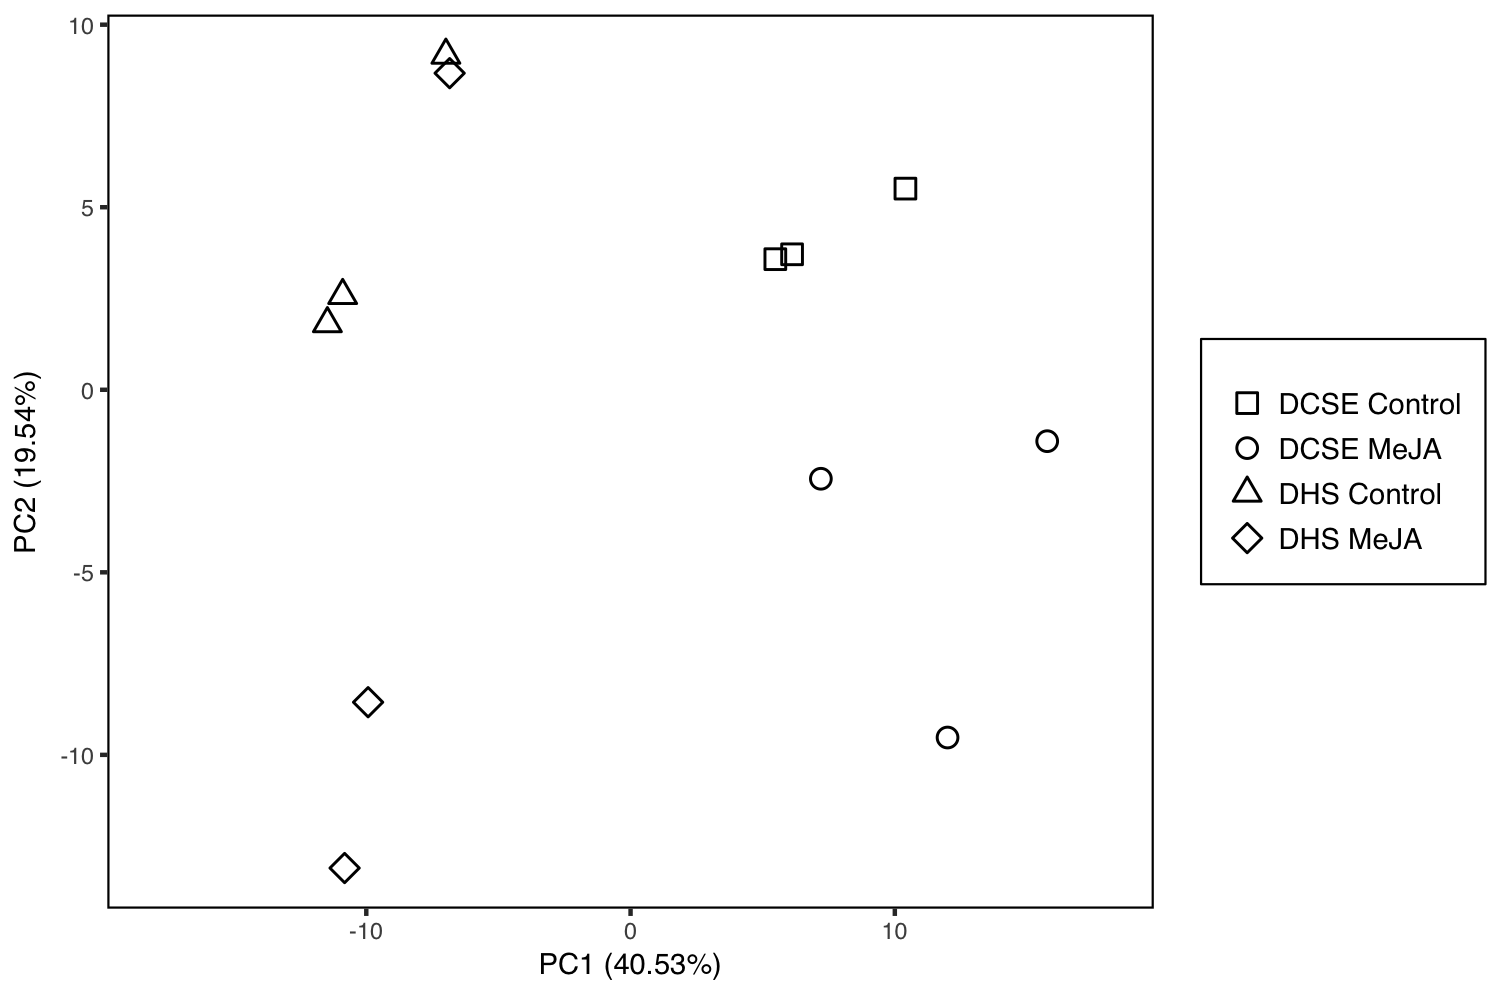 10
5
0
-5
-10
PC2 (19.54%)
-10 0 10
PC1 (40.53%)
DCSE Control
DCSE MeJA
DHS Control
DHS MeJA